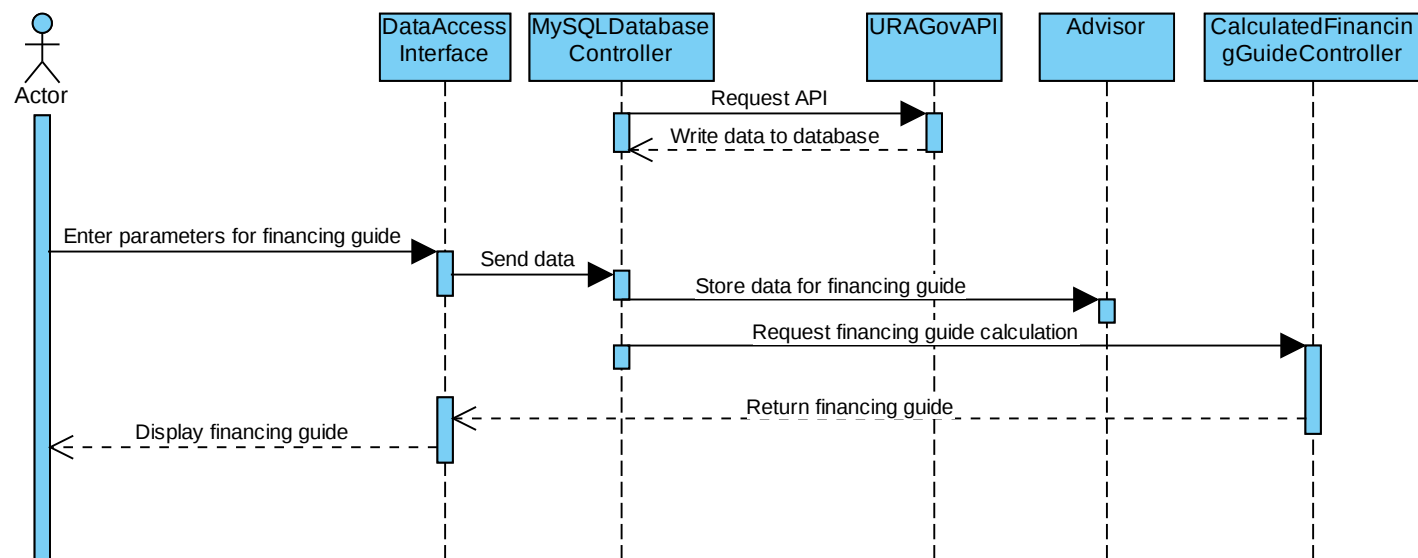 DataAccess
Interface
MySQLDatabase
Controller
URAGovAPI
Advisor
CalculatedFinancin
gGuideController
Actor
Request API
Write data to database
Enter parameters for financing guide
Send data
Store data for financing guide
Request financing guide calculation
Return financing guide
Display financing guide